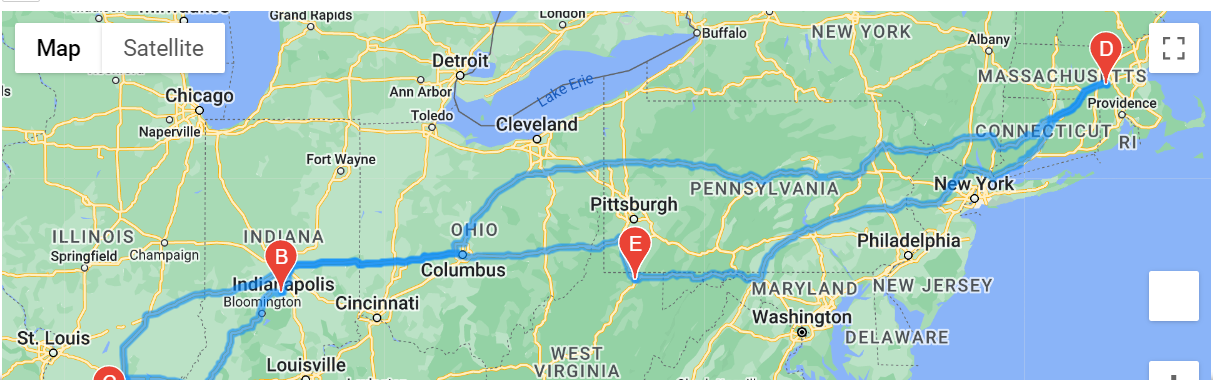 Map
Satellite
Grand Rapids
London
Buffalo
NEW YORK
Albany
D
Detroit
Ann Arbor
Lake Erie
MASSACHUSETTS
Chicago
Toledo
Providence
Naperville
Cleveland
CONNECTICUT
RI
Fort Wayne
PENNSYLVANIA
New York
Pittsburgh
ILLINOIS
INDIANA
OHIO
Springfield
Champaign
B
E
Philadelphia
Columbus
Indianapolis
MARYLAND
NEW JERSEY
Bloomington
Cincinnati
Washington
St. Louis
DELAWARE
Louisville
WEST
VIRGINIA